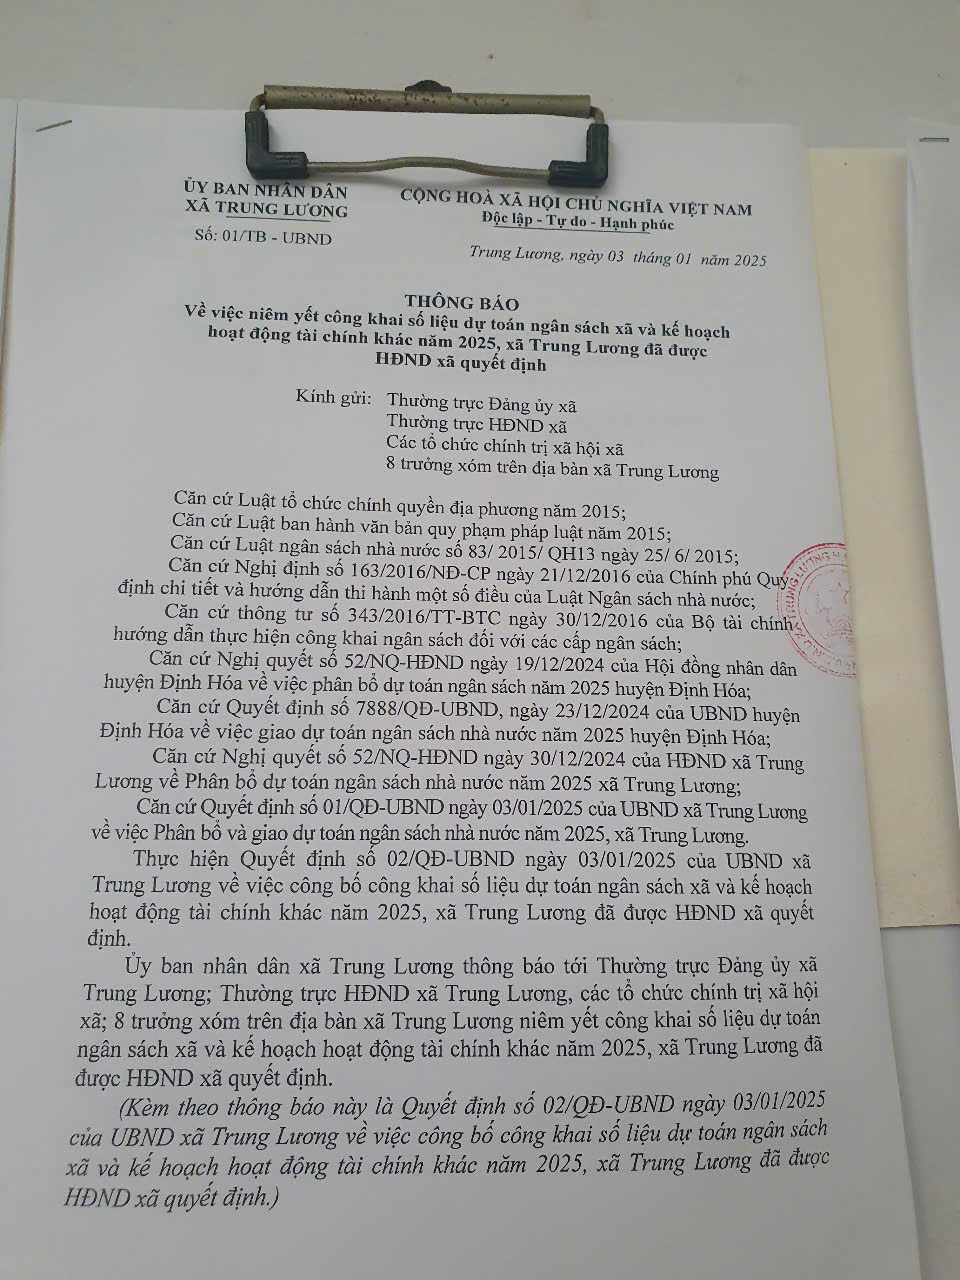 ỦY BAN NHÂN DÂN
XÃ TRUNG LƯƠNG
Số: 01/TB - UBND
CỘNG HOÀ XÃ HỘI CHỦ NGHĨA VIỆT NAM
Độc lập - Tự do - Hạnh phúc
Trung Lương, ngày 03 tháng 01 năm 2025
THÔNG BÁO
Về việc niêm yết công khai số liệu dự toán ngân sách xã và kế hoạch
hoạt động tài chính khác năm 2025, xã Trung Lương đã được
HĐND xã quyết định
Kính gửi: Thường trực Đảng ủy xã
Thường trực HĐND xã
Các tổ chức chính trị xã hội xã
8 trưởng xóm trên địa bàn xã Trung Lương
Căn cứ Luật tổ chức chính quyền địa phương năm 2015;
Căn cứ Luật ban hành văn bản quy phạm pháp luật năm 2015;
Căn cứ Luật ngân sách nhà nước số 83/ 2015/ QH13 ngày 25/ 6/ 2015;
Căn cứ Nghị định số 163/2016/NĐ-CP ngày 21/12/2016 của Chính phủ Quy
định chi tiết và hướng dẫn thi hành một số điều của Luật Ngân sách nhà nước;
Căn cứ thông tư số 343/2016/TT-BTC ngày 30/12/2016 của Bộ tài chính
hướng dẫn thực hiện công khai ngân sách đối với các cấp ngân sách;
Căn cứ Nghị quyết số 52/NQ-HĐND ngày 19/12/2024 của Hội đồng nhân dân
huyện Định Hóa về việc phân bổ dự toán ngân sách năm 2025 huyện Định Hóa;
Căn cứ Quyết định số 7888/QĐ-UBND, ngày 23/12/2024 của UBND huyện
Định Hóa về việc giao dự toán ngân sách nhà nước năm 2025 huyện Định Hóa;
Căn cứ Nghị quyết số 52/NQ-HĐND ngày 30/12/2024 của HĐND xã Trung
Lương về Phân bổ dự toán ngân sách nhà nước năm 2025 xã Trung Lương;
Căn cứ Quyết định số 01/QĐ-UBND ngày 03/01/2025 của UBND xã Trung Lương
về việc Phân bổ và giao dự toán ngân sách nhà nước năm 2025, xã Trung Lương.
Thực hiện Quyết định số 02/QĐ-UBND ngày 03/01/2025 của UBND xã
Trung Lương về việc công bố công khai số liệu dự toán ngân sách xã và kế hoạch
hoạt động tài chính khác năm 2025, xã Trung Lương đã được HĐND xã quyết
định.
Ủy ban nhân dân xã Trung Lương thông báo tới Thường trực Đảng ủy xã
Trung Lương; Thường trực HĐND xã Trung Lương, các tổ chức chính trị xã hội
xã; 8 trưởng xóm trên địa bàn xã Trung Lương niêm yết công khai số liệu dự toán
ngân sách xã và kế hoạch hoạt động tài chính khác năm 2025, xã Trung Lương đã
được HĐND xã quyết định.
(Kèm theo thông báo này là Quyết định số 02/QĐ-UBND ngày 03/01/2025
của UBND xã Trung Lương về việc công bố công khai số liệu dự toán ngân sách
xã và kế hoạch hoạt động tài chính khác năm 2025, xã Trung Lương đã được
HĐND xã quyết định.)